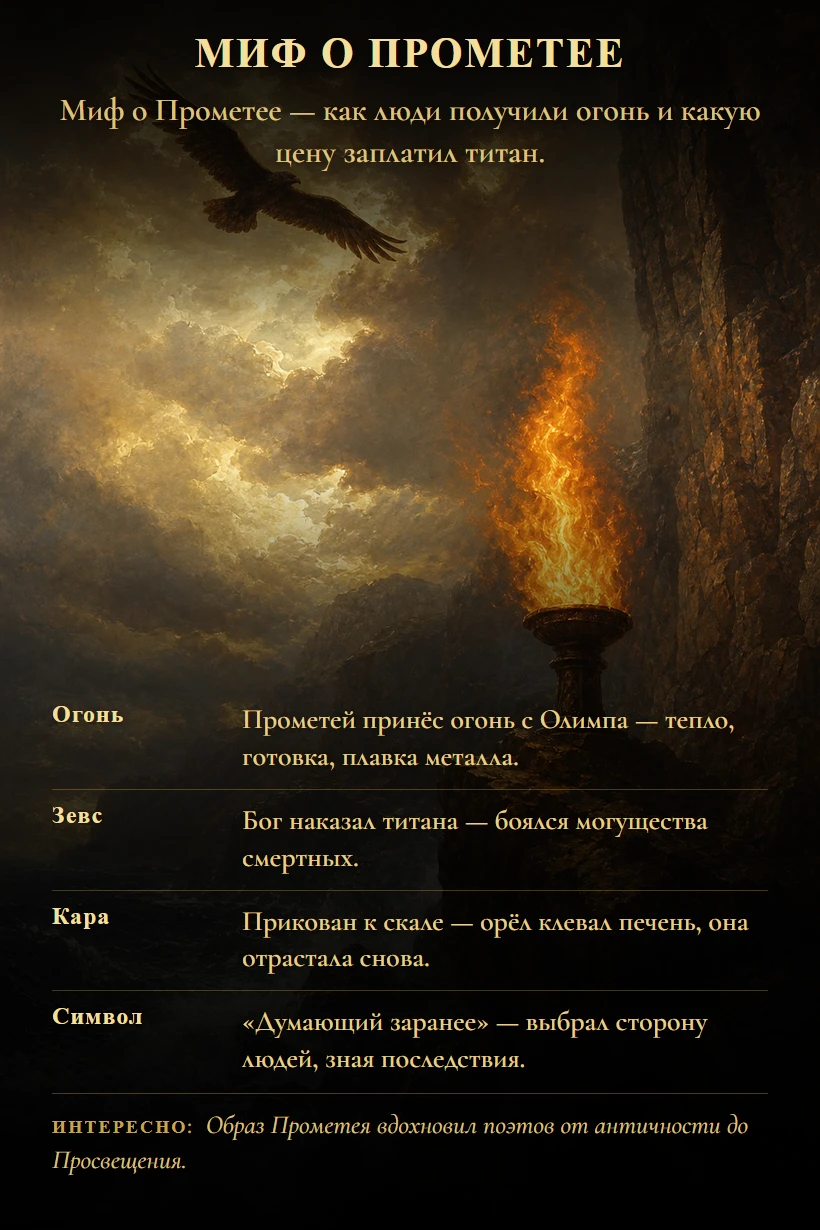 МИФ О ПРОМЕТЕЕ
Миф о Прометее — как люди получили огонь и какую
цену заплатил титан.
Огонь
Прометей принёс огонь с Олимпа — тепло,
готовка, плавка металла.
Зевс
Бог наказал титана — боялся могущества
смертных.
Кара
Прикован к скале — орёл клевал печень, она
отрастала снова.
Символ
«Думающий заранее» — выбрал сторону
людей, зная последствия.
ИНТЕРЕСНО: Образ Прометея вдохновил поэтов от античности до
Просвещения.